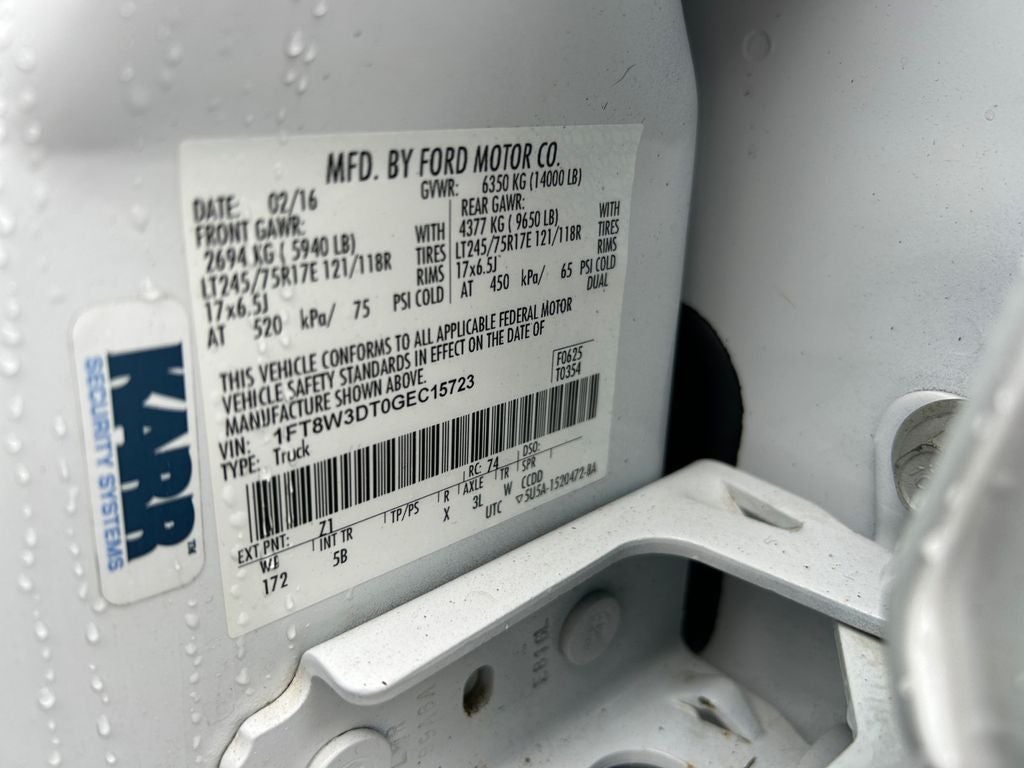 MFD. BY FORD MOTOR CO.
DATE: 02/16 GVWR: 6350 KG (14000 LB)
FRONT GAWR: REAR GAWR:
2694 KG ( 5940 LB) WITH 4377 KG ( 9650 LB) WITH
LT245/75R17E 121/118R TIRES LT245/75R17E 121/118R TIRES
17x6.5J RIMS 17x6.5J RIMS
AT 520 kPa/ 75 PSI COLD AT 450 kPa/ 65 PSI COLD
DUAL
THIS VEHICLE CONFORMS TO ALL APPLICABLE FEDERAL MOTOR
VEHICLE SAFETY STANDARDS IN EFFECT ON THE DATE OF
MANUFACTURE SHOWN ABOVE.
F0625
T0354
VIN: 1FT8W3DT0GEC15723
TYPE: Truck
EXT PNT: Z1 RC: 74 DSO:
WB INT TR TP/PS R AXLE TR SPR
172 5B X 3L W CCDD
UTC ▽5U5A-1520472-BA
KARR™
SECURITY SYSTEMS